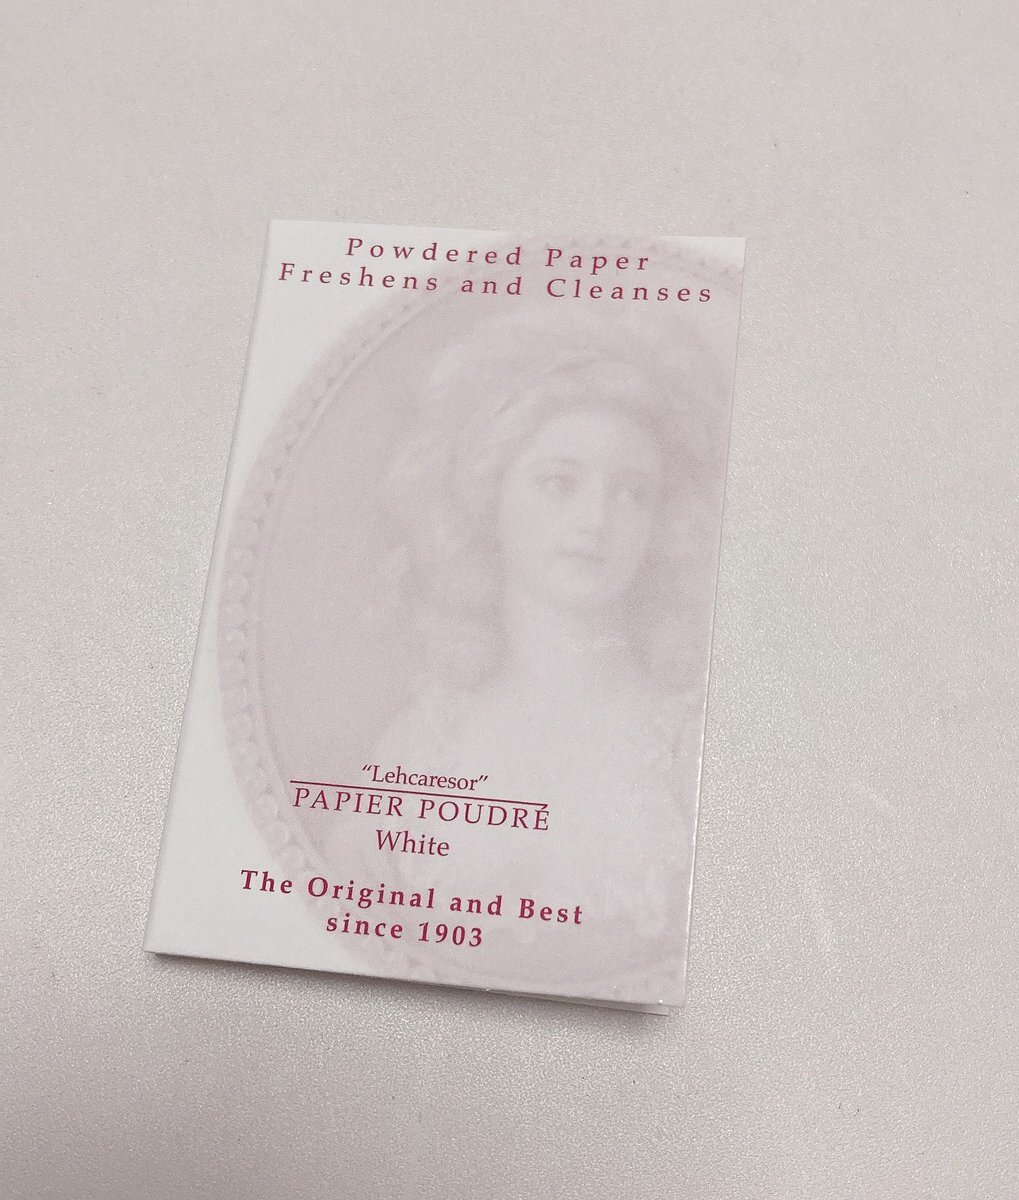 Powdered Paper
Freshens and Cleanses
“Lehcaresor”
PAPIER POUDRÉ
White
The Original and Best
since 1903